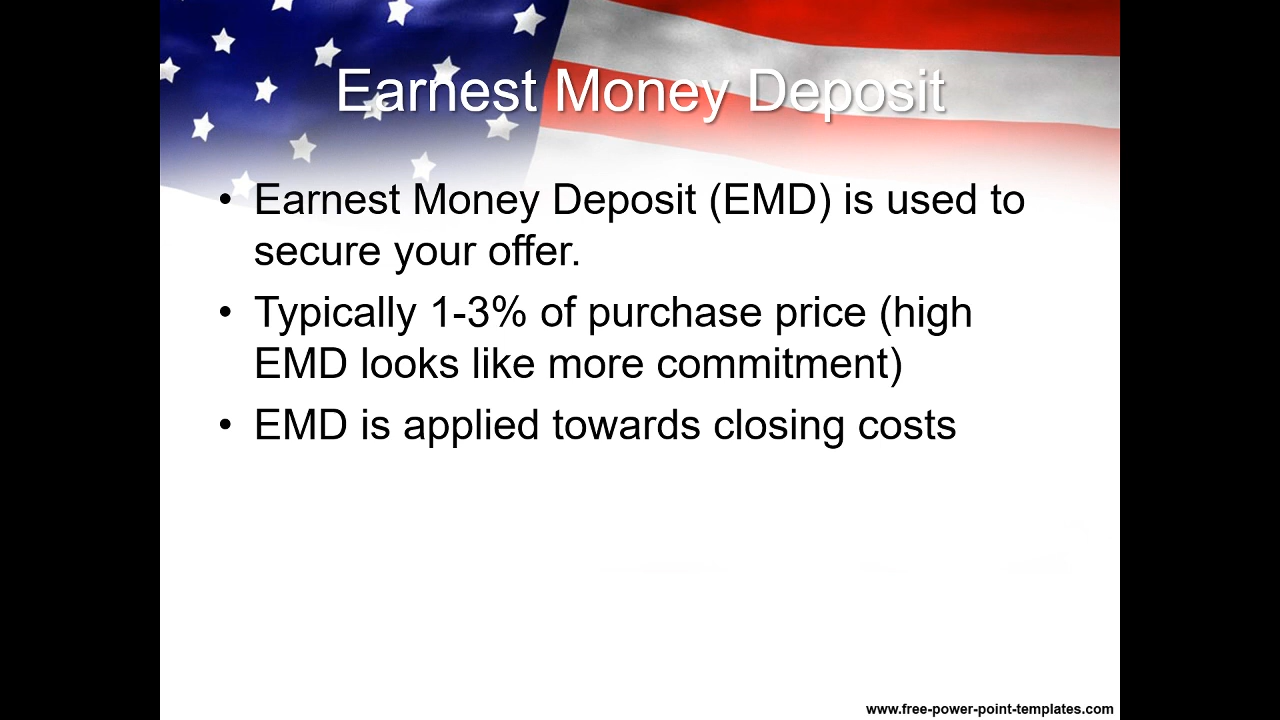 Earnest Money Deposit
• Earnest Money Deposit (EMD) is used to
secure your offer.
• Typically 1-3% of purchase price (high
EMD looks like more commitment)
• EMD is applied towards closing costs
www.free-power-point-templates.com